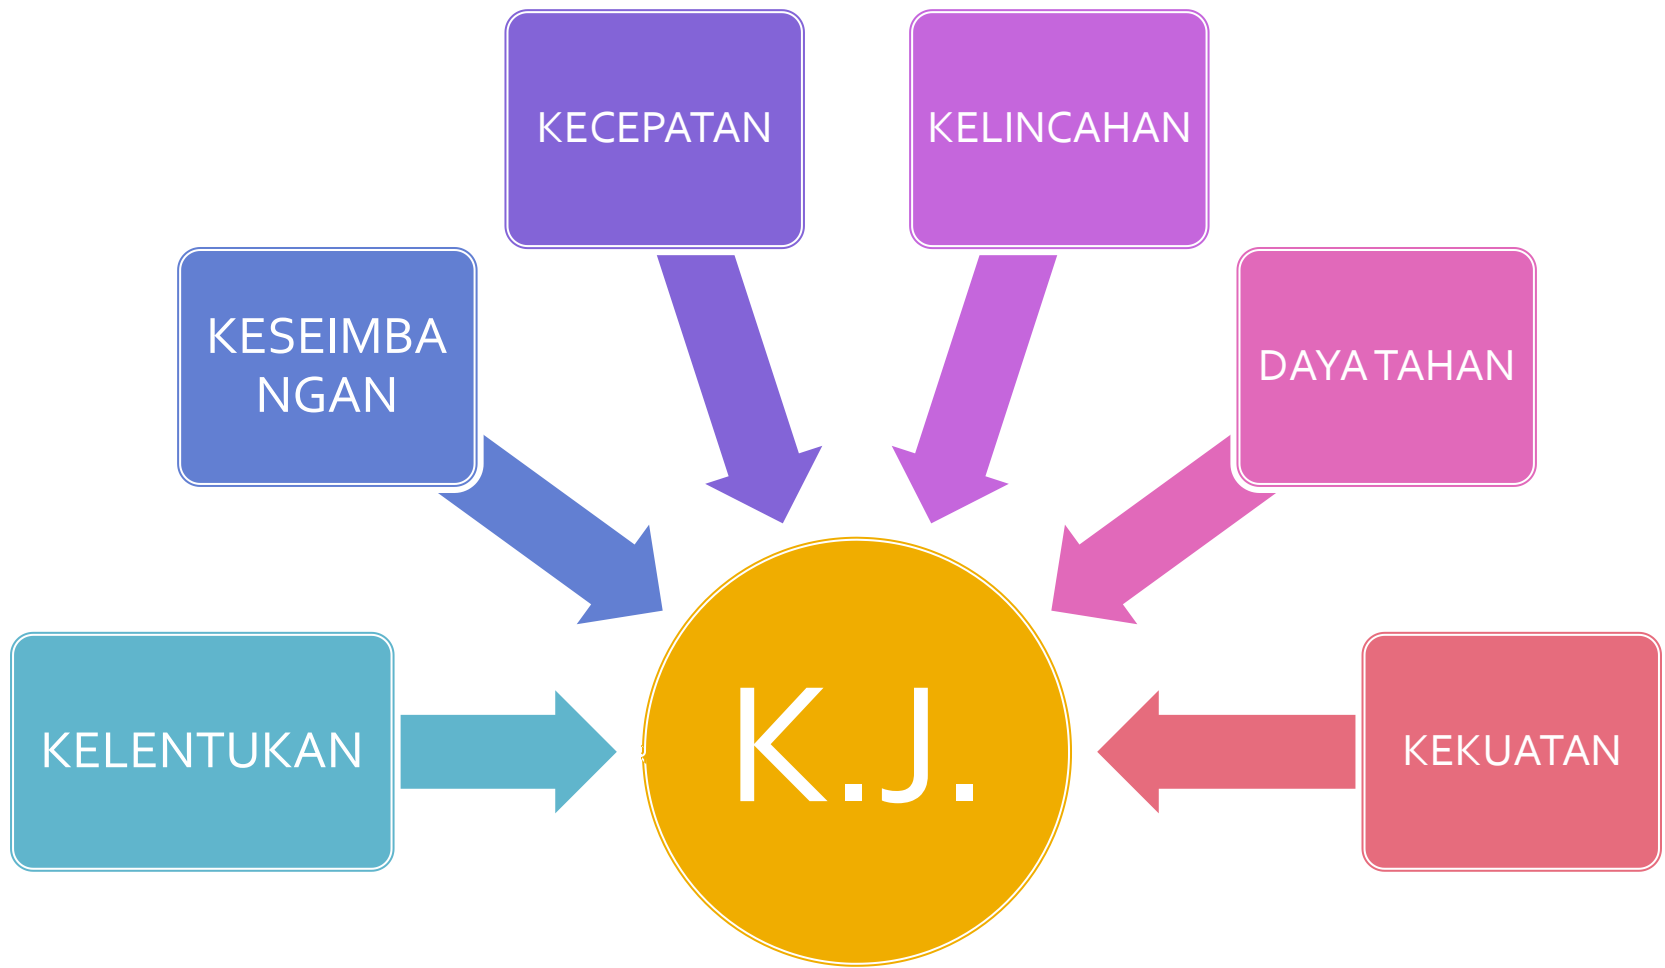 KECEPATAN
KELINCAHAN
KESEIMBA
NGAN
DAYA TAHAN
KELENTUKAN
K.J.
KEKUATAN